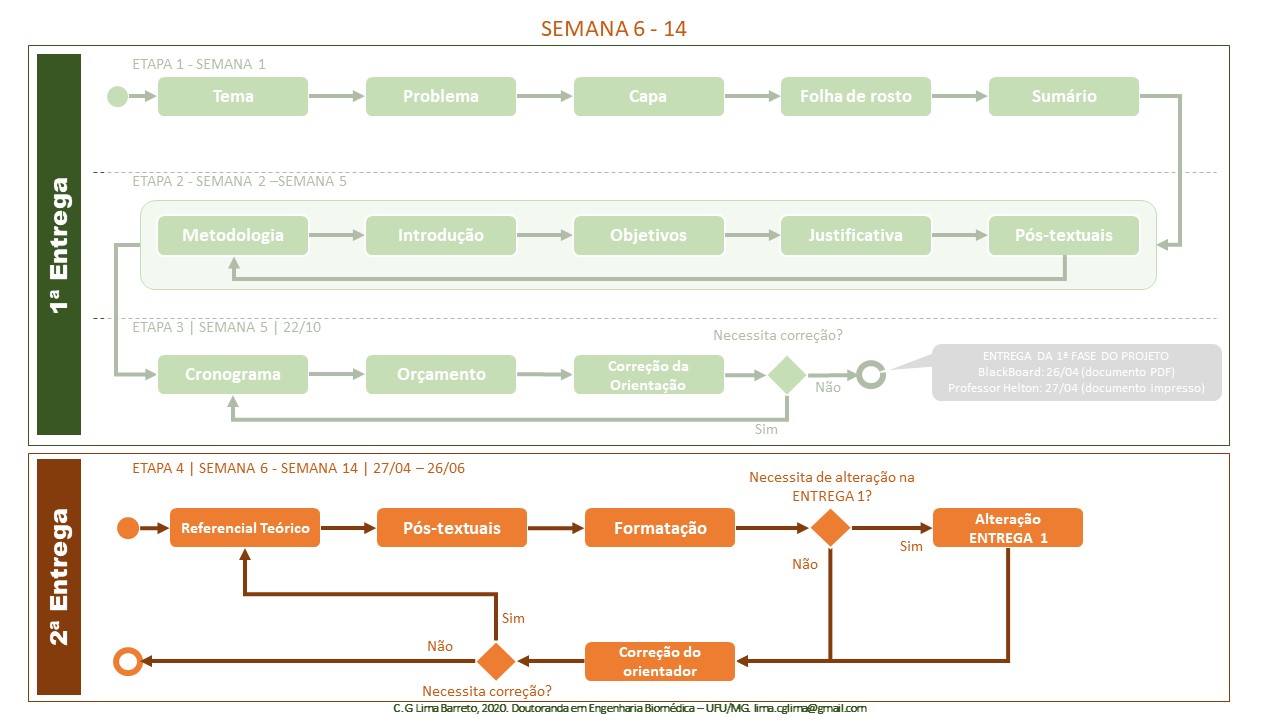 SEMANA 6 - 14
1ª Entrega
ETAPA 1 - SEMANA 1
Tema
Problema
Capa
Folha de rosto
Sumário
ETAPA 2 - SEMANA 2 –SEMANA 5
Metodologia
Introdução
Objetivos
Justificativa
Pós-textuais
ETAPA 3 | SEMANA 5 | 22/10
Cronograma
Orçamento
Correção da
Orientação
Necessita correção?
Não
Sim
ENTREGA DA 1ª FASE DO PROJETO
BlackBoard: 26/04 (documento PDF)
Professor Helton: 27/04 (documento impresso)
2ª Entrega
ETAPA 4 | SEMANA 6 - SEMANA 14 | 27/04 – 26/06
Referencial Teórico
Pós-textuais
Formatação
Necessita de alteração na
ENTREGA 1?
Sim
Não
Alteração
ENTREGA 1
Correção do
orientador
Sim
Não
Necessita correção?
C. G Lima Barreto, 2020. Doutoranda em Engenharia Biomédica – UFU/MG. lima.cglima@gmail.com